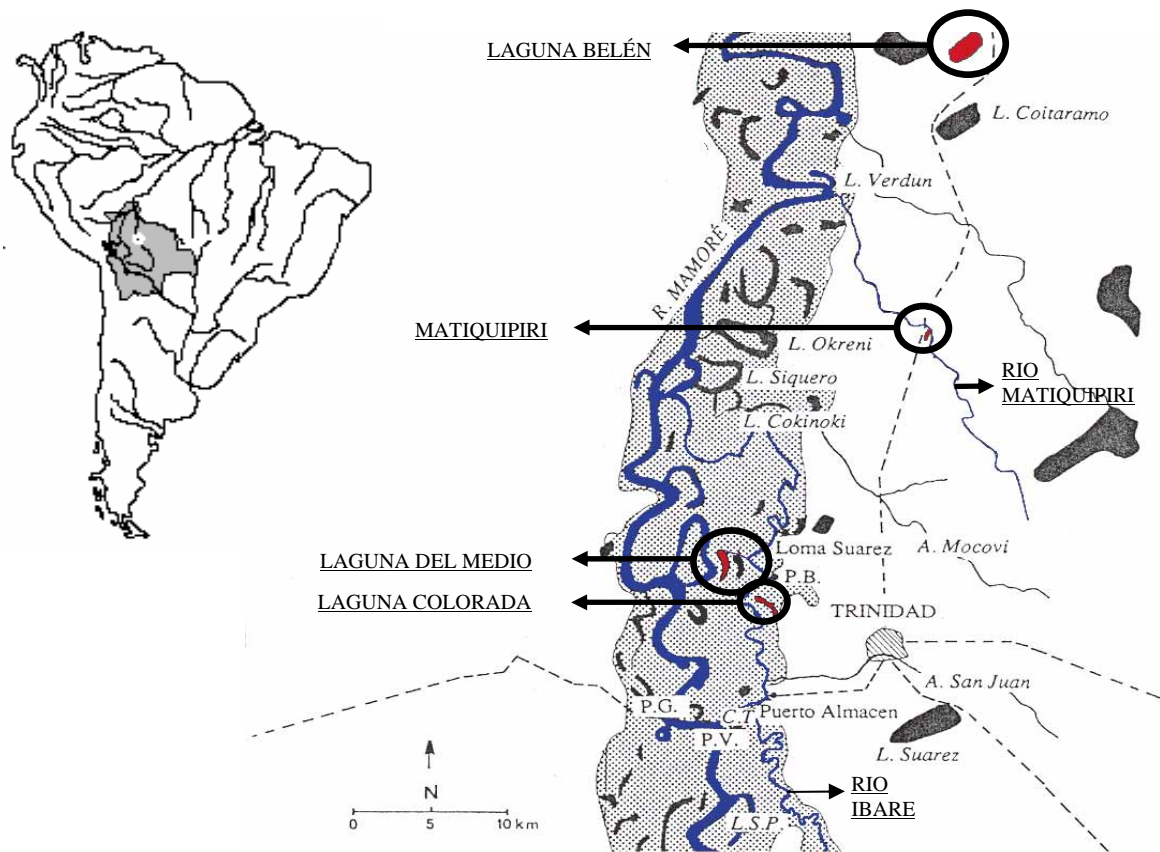 LAGUNA BELÉN
L. Coitaramo
L. Verdun
R. MAMORÉ
MATIQUIPIRI
L. Okreni
RIO
MATIQUIPIRI
L. Siquero
L. Cokinoki
Loma Suarez
A. Mocovi
LAGUNA DEL MEDIO
P.B.
LAGUNA COLORADA
TRINIDAD
A. San Juan
P.G.
C.T.
Puerto Almacen
P.V.
L. Suarez
N
RIO
IBARE
0 5 10 km
L.S.P.